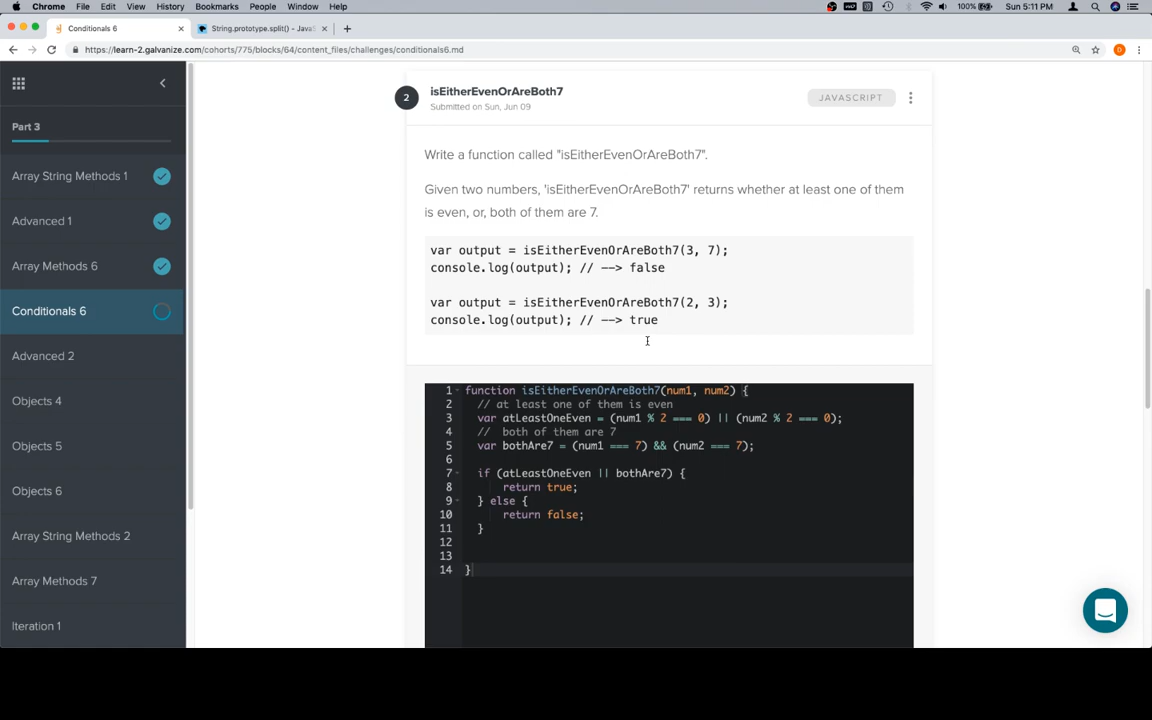 Chrome File Edit View History Bookmarks People Window Help 100% Sun 5:11 PM
Conditionals 6
String.prototype.split() - JavaS
https://learn-2.galvanize.com/cohorts/775/blocks/64/content_files/challenges/conditionals6.md
Part 3
Array String Methods 1
Advanced 1
Array Methods 6
Conditionals 6
Advanced 2
Objects 4
Objects 5
Objects 6
Array String Methods 2
Array Methods 7
Iteration 1
2
isEitherEvenOrAreBoth7
Submitted on Sun, Jun 09
JAVASCRIPT
Write a function called "isEitherEvenOrAreBoth7".
Given two numbers, 'isEitherEvenOrAreBoth7' returns whether at least one of them
is even, or, both of them are 7.
var output = isEitherEvenOrAreBoth7(3, 7);
console.log(output); // --> false
var output = isEitherEvenOrAreBoth7(2, 3);
console.log(output); // --> true
1 function isEitherEvenOrAreBoth7(num1, num2) {
2 // at least one of them is even
3 var atLeastOneEven = (num1 % 2 === 0) || (num2 % 2 === 0);
4 //  both of them are 7
5 var bothAre7 = (num1 === 7) && (num2 === 7);
6
7 if (atLeastOneEven || bothAre7) {
8 return true;
9 } else {
10 return false;
11 }
12
13
14 }